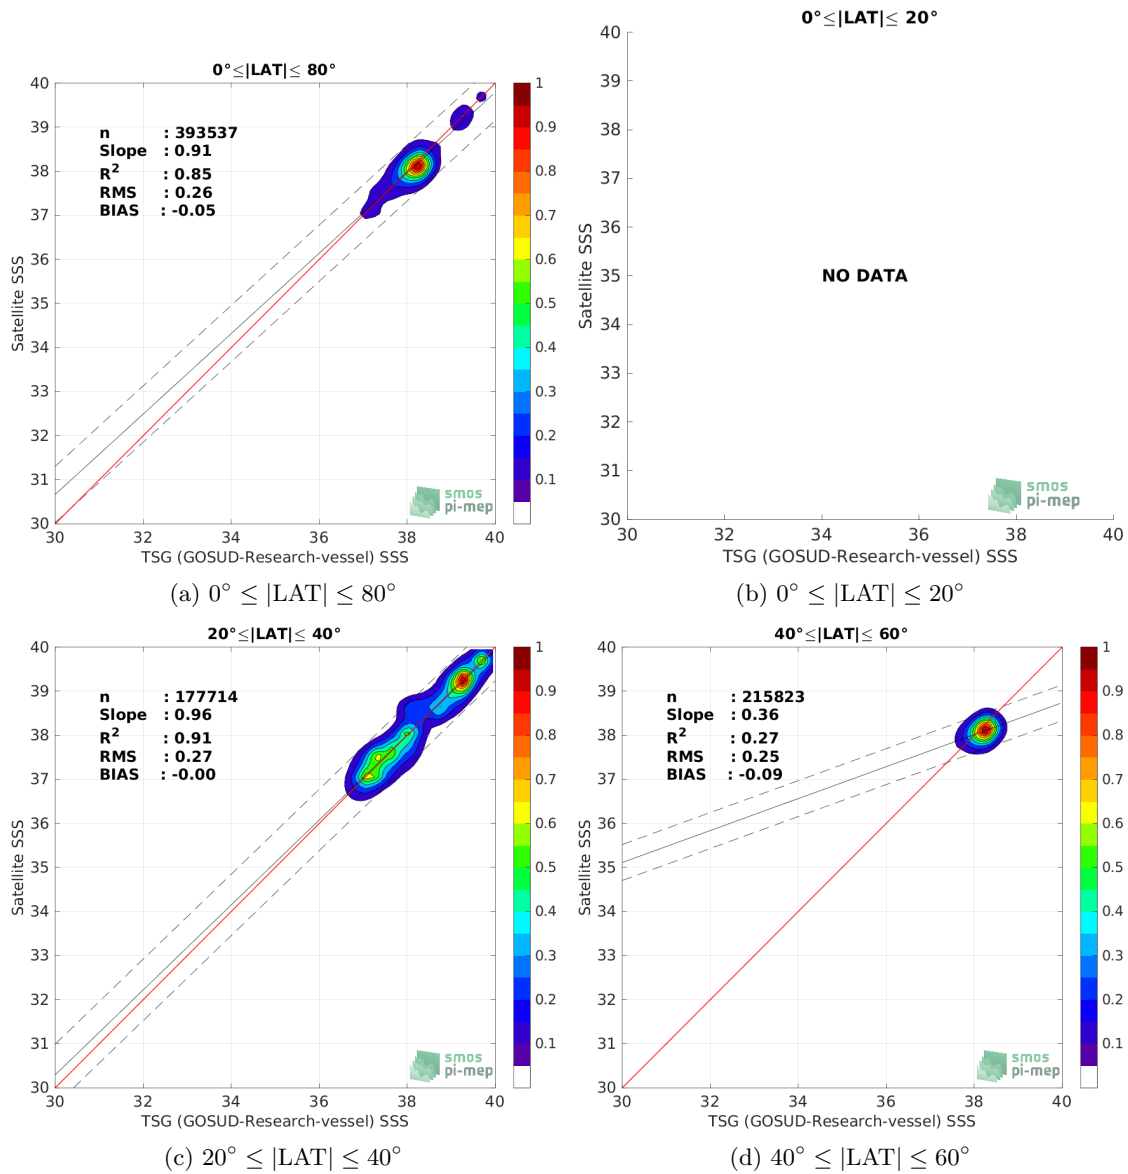 0°≤|LAT|≤ 80°
40
39
38
37
36
35
34
33
32
31
30
Satellite SSS
n : 393537
Slope : 0.91
R² : 0.85
RMS : 0.26
BIAS : -0.05
smos
pi-mep
30 32 34 36 38 40
TSG (GOSUD-Research-vessel) SSS
1
0.9
0.8
0.7
0.6
0.5
0.4
0.3
0.2
0.1
(a) 0° ≤ |LAT| ≤ 80°
0°≤|LAT|≤ 20°
40
39
38
37
36
35
34
33
32
31
30
Satellite SSS
NO DATA
smos
pi-mep
30 32 34 36 38 40
TSG (GOSUD-Research-vessel) SSS
(b) 0° ≤ |LAT| ≤ 20°
20°≤|LAT|≤ 40°
40
39
38
37
36
35
34
33
32
31
30
Satellite SSS
n : 177714
Slope : 0.96
R² : 0.91
RMS : 0.27
BIAS : -0.00
smos
pi-mep
30 32 34 36 38 40
TSG (GOSUD-Research-vessel) SSS
1
0.9
0.8
0.7
0.6
0.5
0.4
0.3
0.2
0.1
(c) 20° ≤ |LAT| ≤ 40°
40°≤|LAT|≤ 60°
40
39
38
37
36
35
34
33
32
31
30
Satellite SSS
n : 215823
Slope : 0.36
R² : 0.27
RMS : 0.25
BIAS : -0.09
smos
pi-mep
30 32 34 36 38 40
TSG (GOSUD-Research-vessel) SSS
1
0.9
0.8
0.7
0.6
0.5
0.4
0.3
0.2
0.1
(d) 40° ≤ |LAT| ≤ 60°